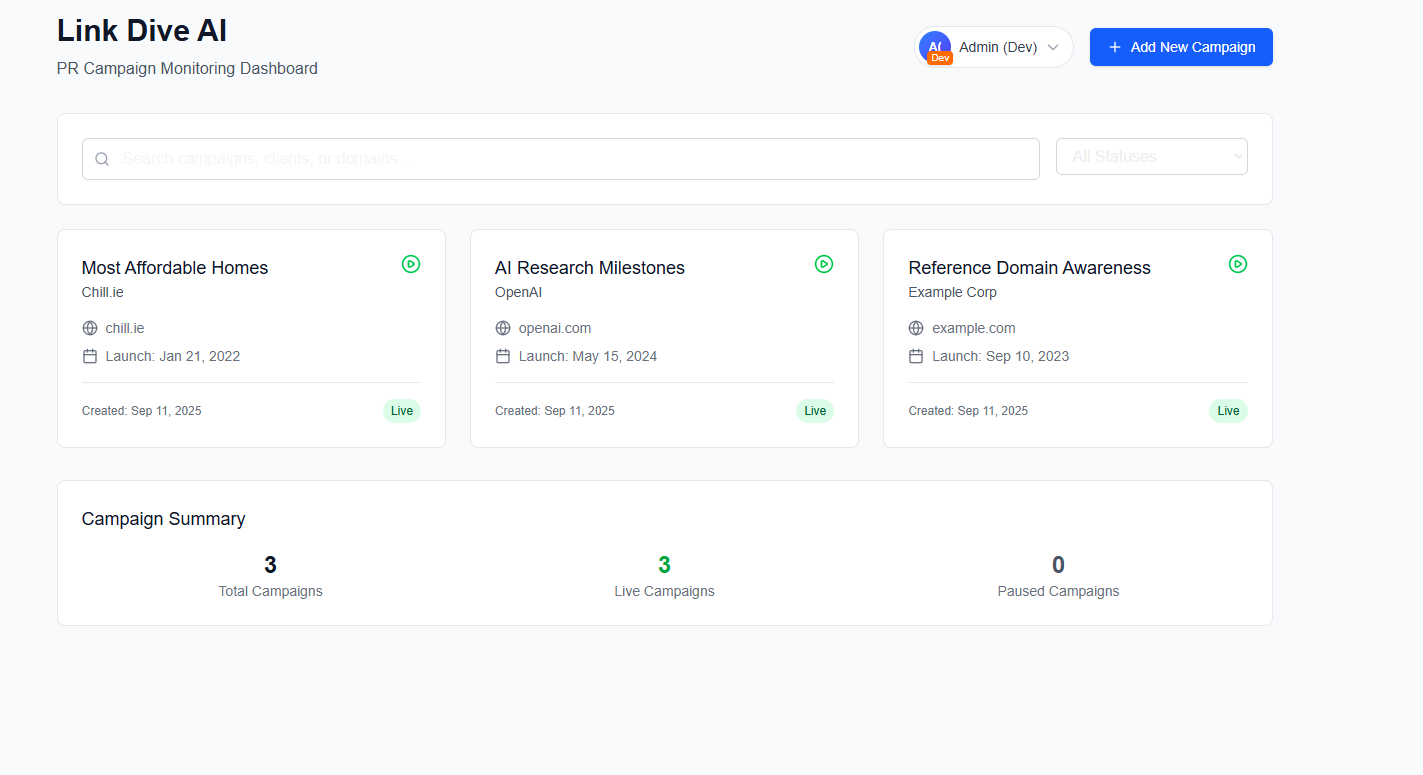 Link Dive AI
PR Campaign Monitoring Dashboard
A(
Dev
Admin (Dev)
Add New Campaign
Search campaigns, clients, or domains.
All Statuses
Most Affordable Homes
Chill.ie
chill.ie
Launch: Jan 21, 2022
Created: Sep 11, 2025
Live
AI Research Milestones
OpenAI
openai.com
Launch: May 15, 2024
Created: Sep 11, 2025
Live
Reference Domain Awareness
Example Corp
example.com
Launch: Sep 10, 2023
Created: Sep 11, 2025
Live
Campaign Summary
3
Total Campaigns
3
Live Campaigns
0
Paused Campaigns